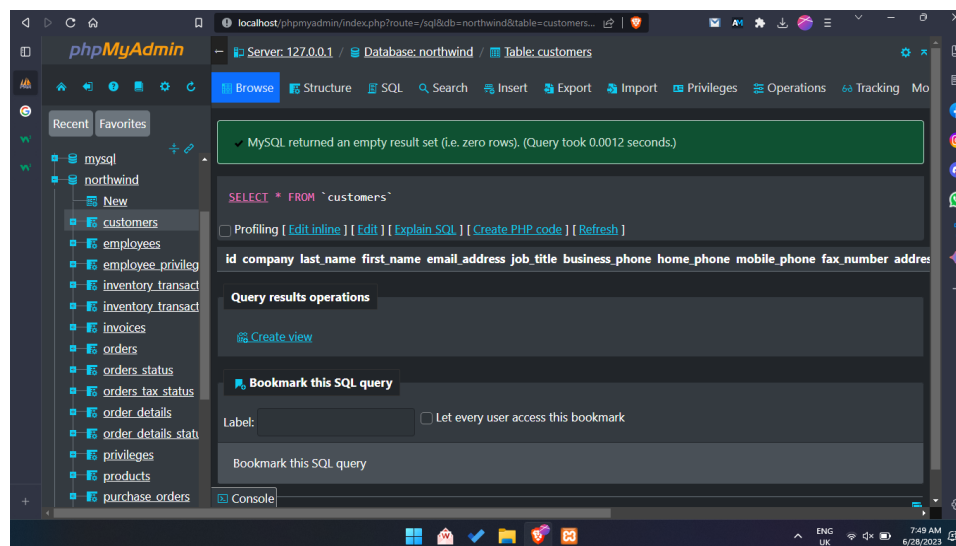 localhost/phpmyadmin/index.php?route=/sql&db=northwind&table=customers...
phpMyAdmin
Server: 127.0.0.1 / Database: northwind / Table: customers
Browse Structure SQL Search Insert Export Import Privileges Operations Tracking Mo
Recent Favorites
mysql
northwind
New
customers
employees
employee_privileg
inventory_transact
inventory_transact
invoices
orders
orders_status
orders_tax_status
order_details
order_details_statu
privileges
products
purchase_orders
MySQL returned an empty result set (i.e. zero rows). (Query took 0.0012 seconds.)
SELECT * FROM `customers`
Profiling [ Edit inline ] [ Edit ] [ Explain SQL ] [ Create PHP code ] [ Refresh ]
id company last_name first_name email_address job_title business_phone home_phone mobile_phone fax_number addres
Query results operations
Create view
Bookmark this SQL query
Label: Let every user access this bookmark
Bookmark this SQL query
Console
ENG
UK
7:49 AM
6/28/2023